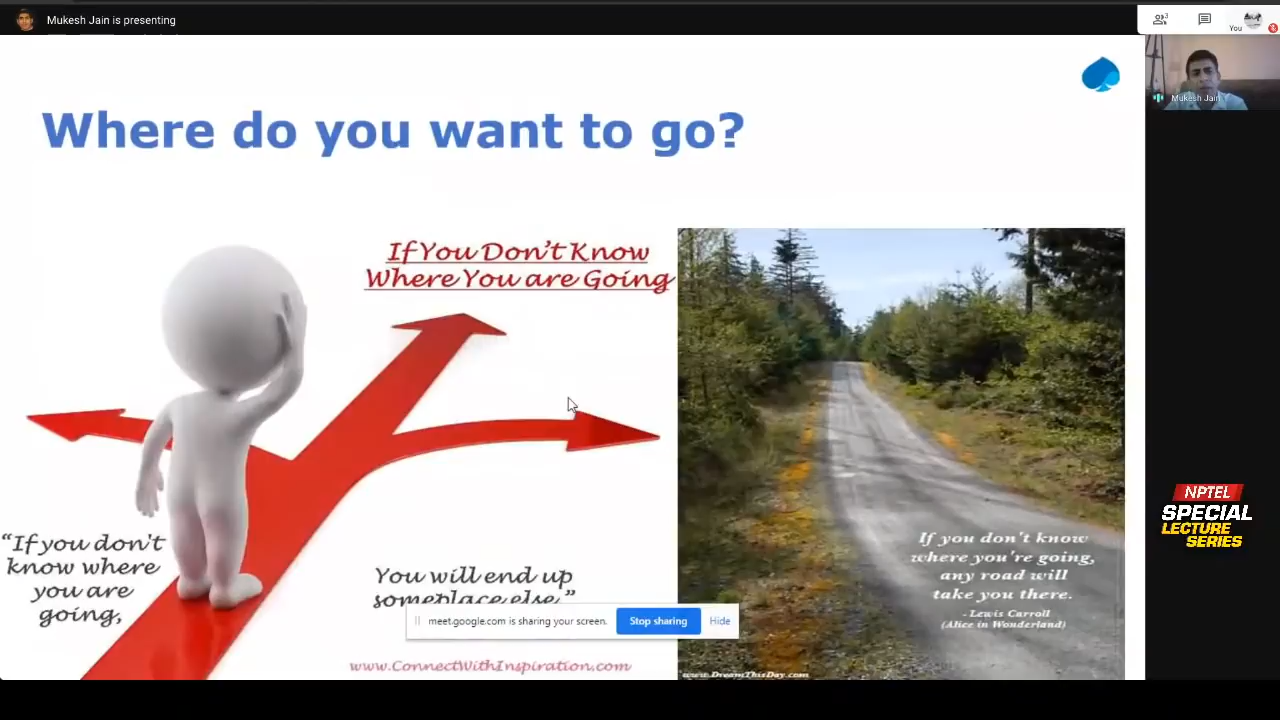 Mukesh Jain is presenting
3
You
Mukesh Jain
Where do you want to go?
If You Don't Know
Where You are Going
"If you don't
know where
you are
going,
You will end up
someplace else."
meet.google.com is sharing your screen.
Stop sharing
Hide
www.ConnectWithInspiration.com
If you don't know
where you're going,
any road will
take you there.
- Lewis Carroll
(Alice in Wonderland)
www.DreamThisDay.com
NPTEL
SPECIAL
LECTURE
SERIES